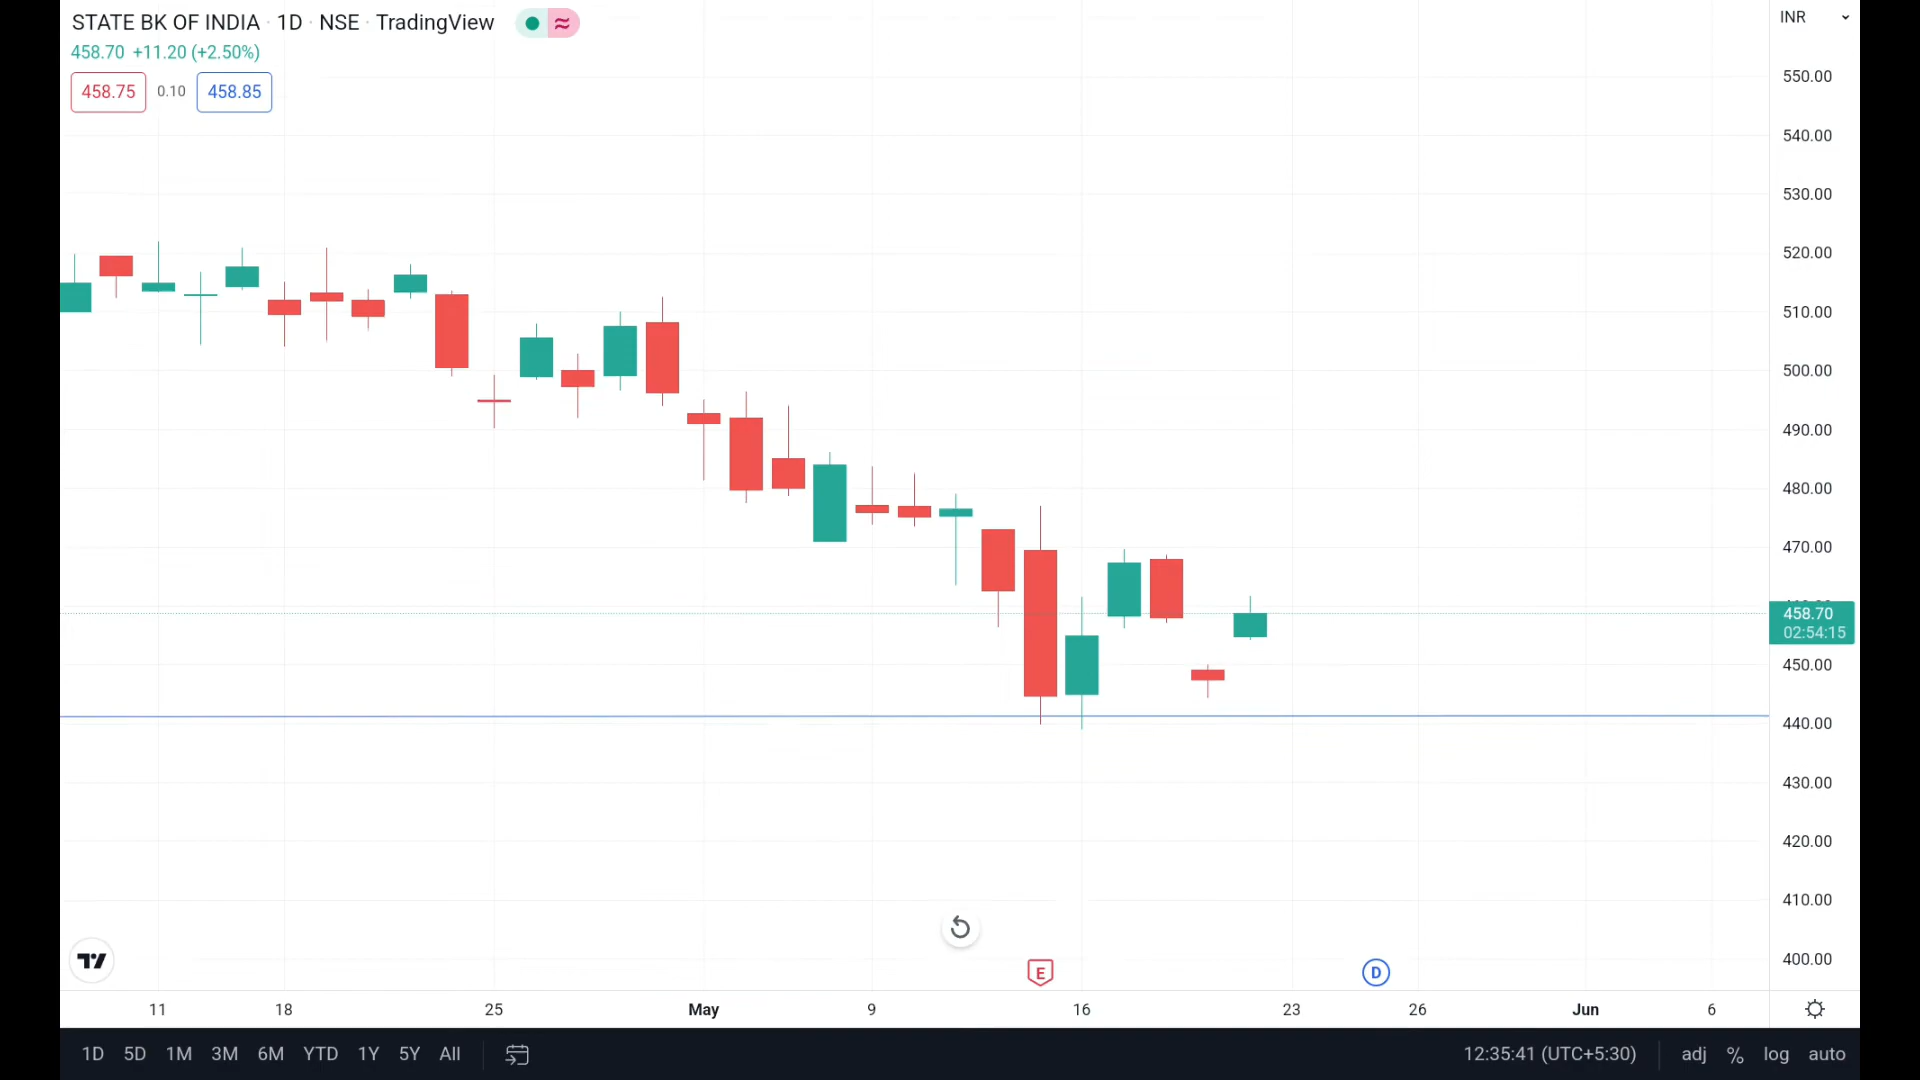 STATE BK OF INDIA · 1D · NSE · TradingView
458.70 +11.20 (+2.50%)
458.75 0.10 458.85
INR
550.00
540.00
530.00
520.00
510.00
500.00
490.00
480.00
470.00
458.70
02:54:15
450.00
440.00
430.00
420.00
410.00
400.00
E D
11 18 25 May 9 16 23 26 Jun 6
1D 5D 1M 3M 6M YTD 1Y 5Y All 12:35:41 (UTC+5:30) adj % log auto